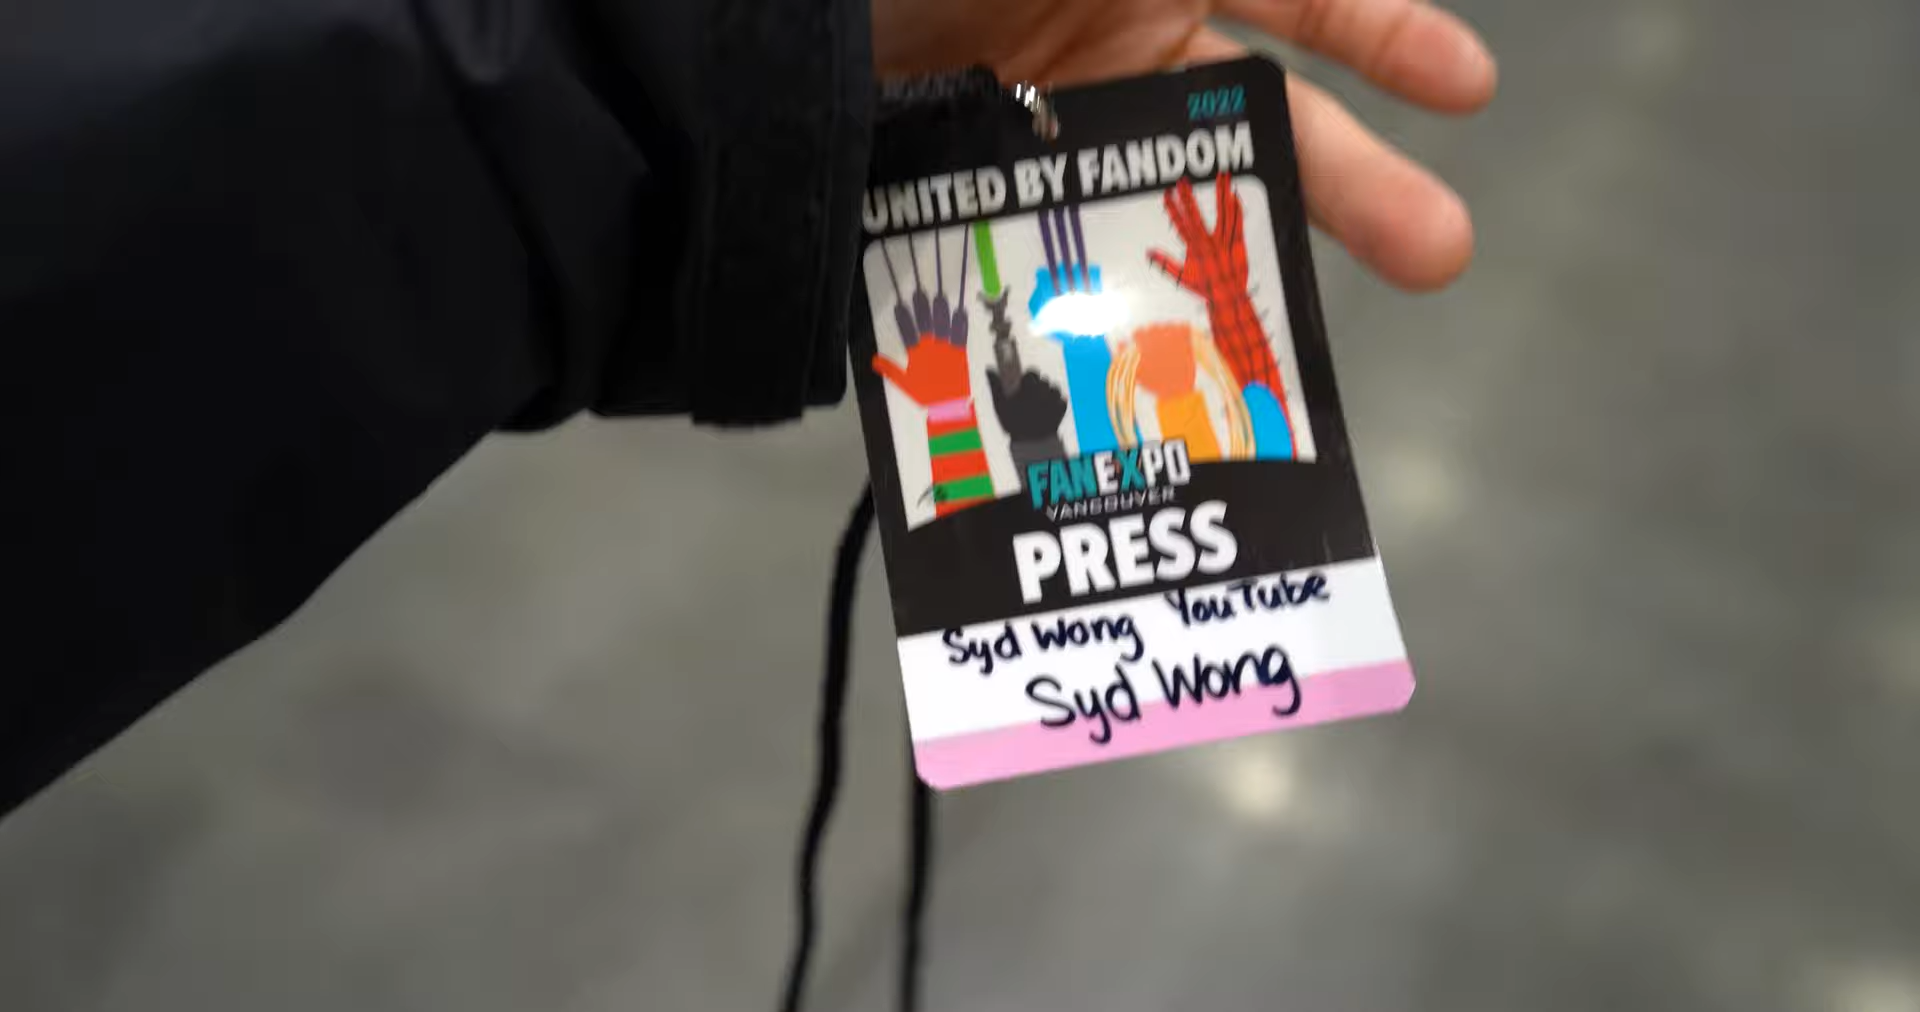 2022
UNITED BY FANDOM
FANEXPO
VANCOUVER
PRESS
Syd Wong YouTube
Syd Wong